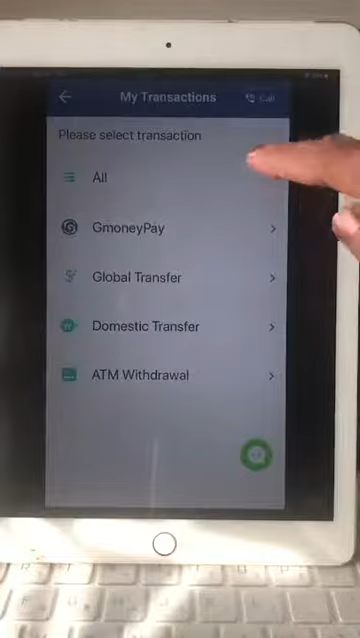 My Transactions
Call
Please select transaction
All
GmoneyPay
Global Transfer
Domestic Transfer
ATM Withdrawal